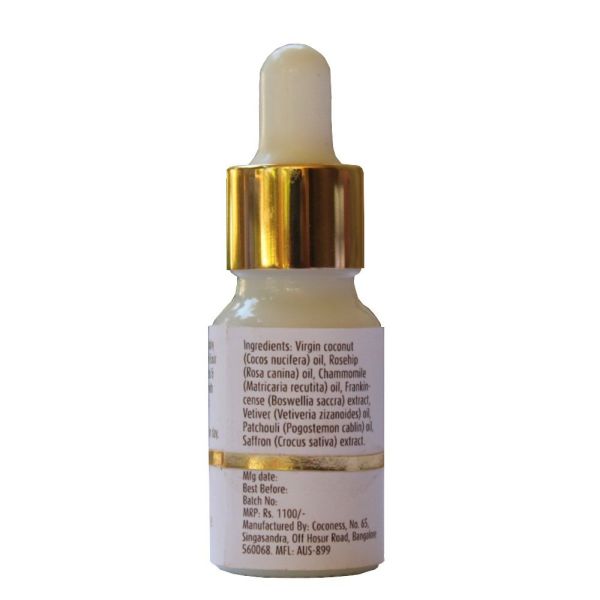 Ingredients: Virgin coconut
(Cocos nucifera) oil, Rosehip
(Rosa canina) oil, Chammomile
(Matricaria recutita) oil, Frankin-
cense (Boswellia saccra) extract,
Vetiver (Vetiveria zizanoides) oil,
Patchouli (Pogostemon cablin) oil,
Saffron (Crocus sativa) extract.
Mfg date:
Best Before:
Batch No:
MRP: Rs. 1100/-
Manufactured By: Coconess, No. 65,
Singasandra, Off Hosur Road, Bangalore
560068. MFL: AUS-899